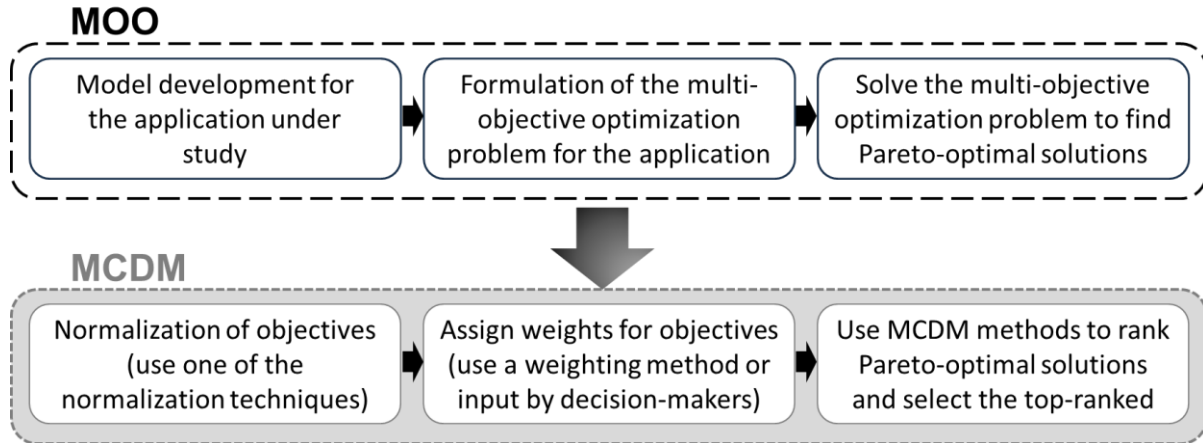 MOO
Model development for
the application under
study
Formulation of the multi-
objective optimization
problem for the application
Solve the multi-objective
optimization problem to find
Pareto-optimal solutions
MCDM
Normalization of objectives
(use one of the
normalization techniques)
Assign weights for objectives
(use a weighting method or
input by decision-makers)
Use MCDM methods to rank
Pareto-optimal solutions
and select the top-ranked